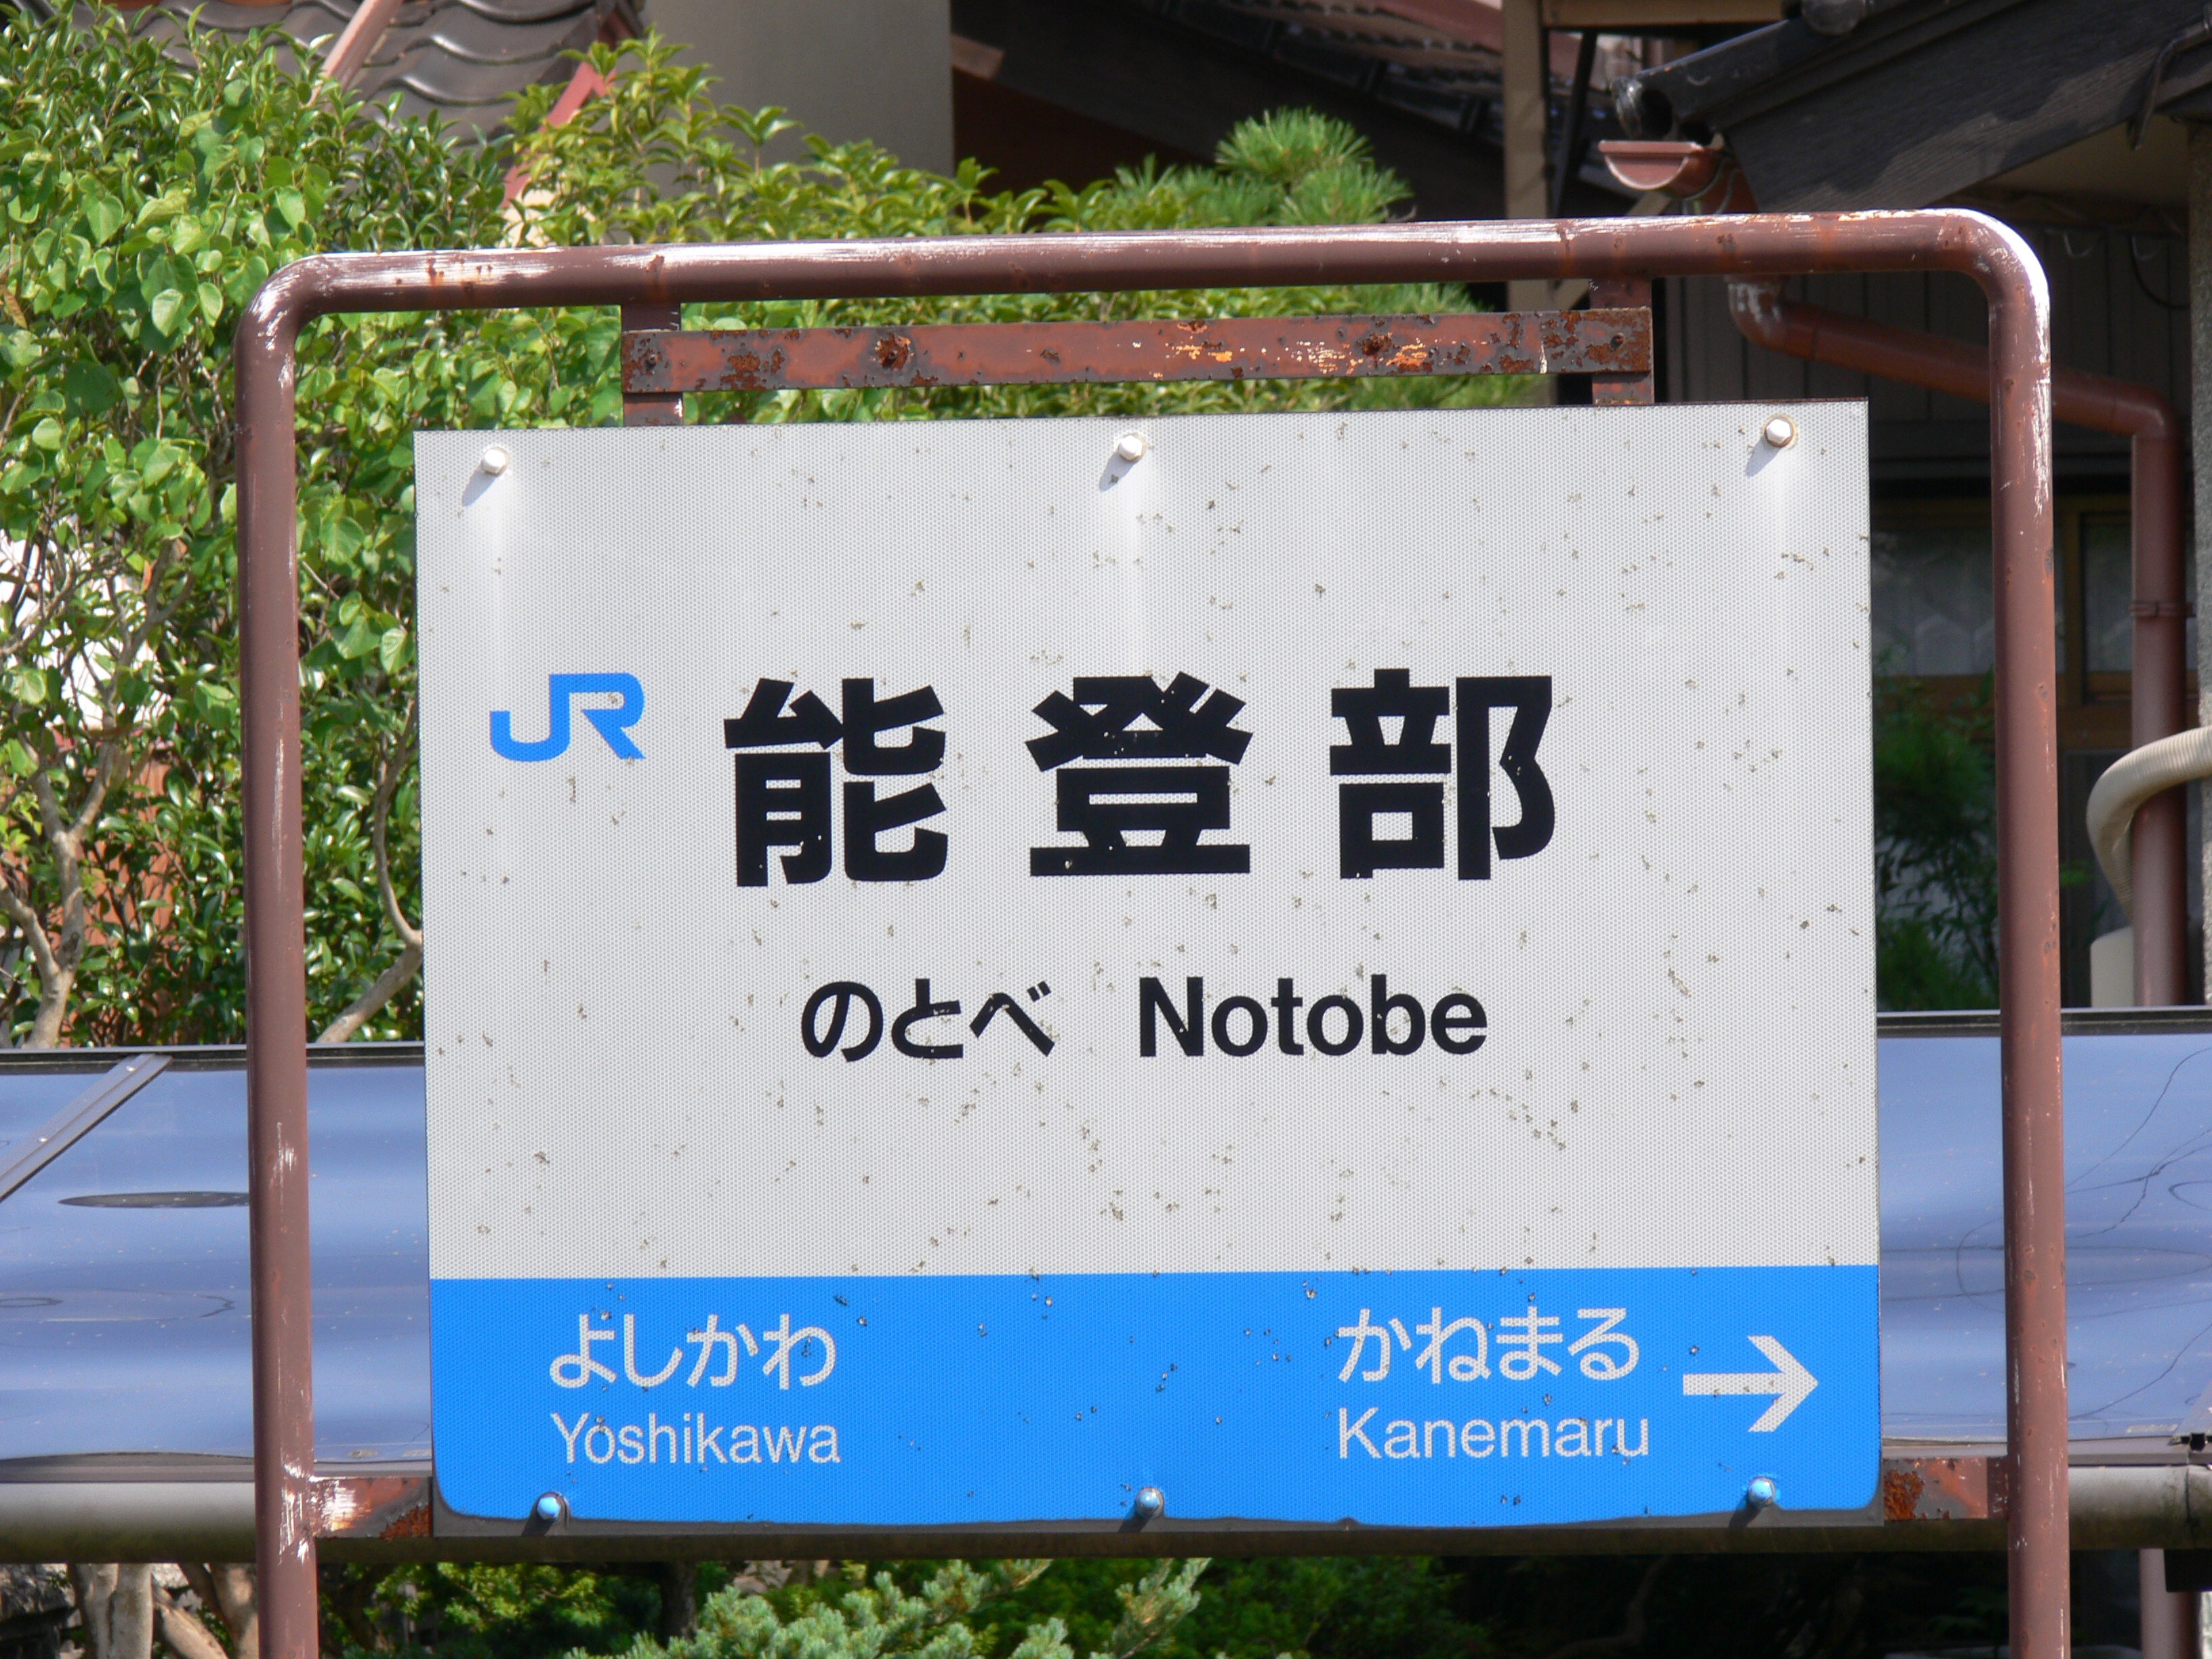 JR 能登部
のとべ Notobe
よしかわ かねまる →
Yoshikawa Kanemaru